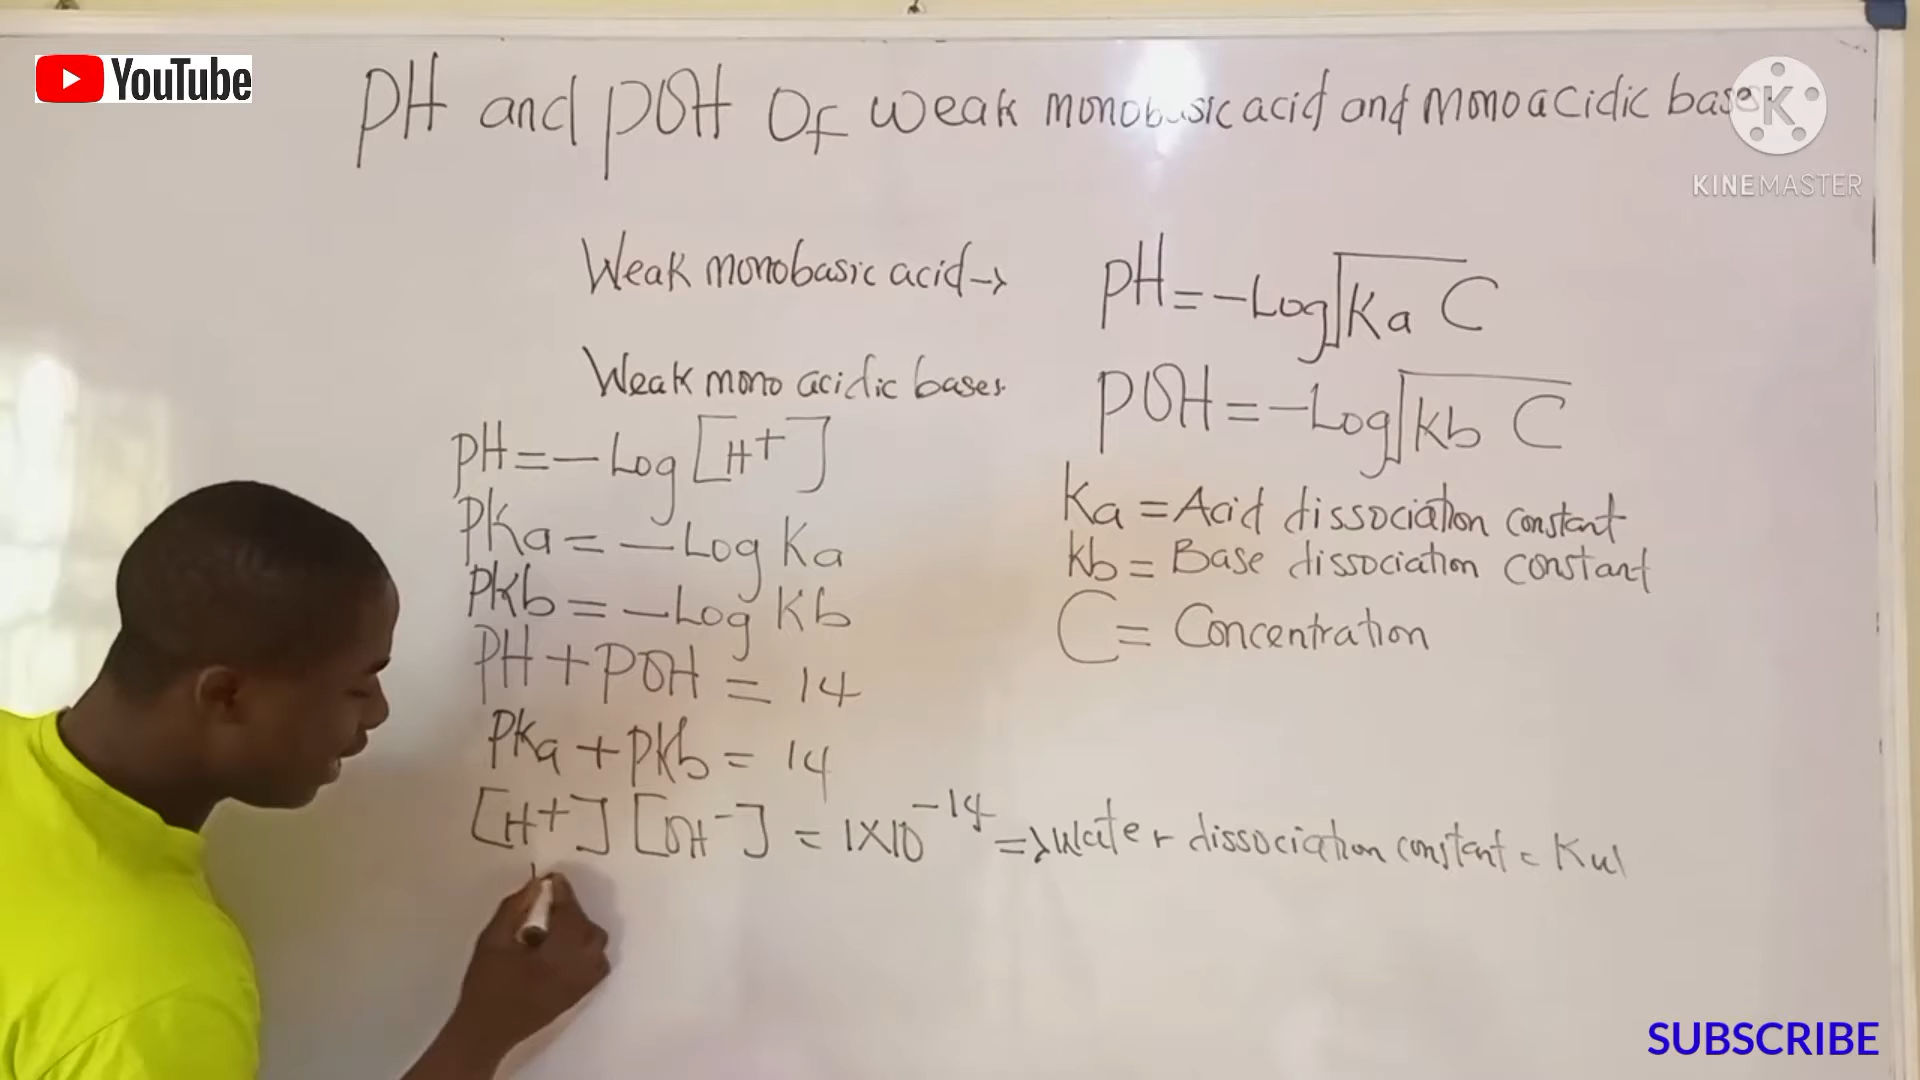 YouTube
pH and pOH Of weak monobasic acid and monoacidic base
KINEMASTER
Weak monobasic acid → pH = -Log√Ka C
Weak mono acidic bases pOH = -Log√Kb C
pH = -Log [H+]
PKa = -Log Ka
PKb = -Log Kb
PH + POH = 14
PKa + PKb = 14
Ka = Acid dissociation constant
Kb = Base dissociation constant
C = Concentration
[H+] [OH-] = 1X10^-14 => Water dissociation constant = Kw
SUBSCRIBE